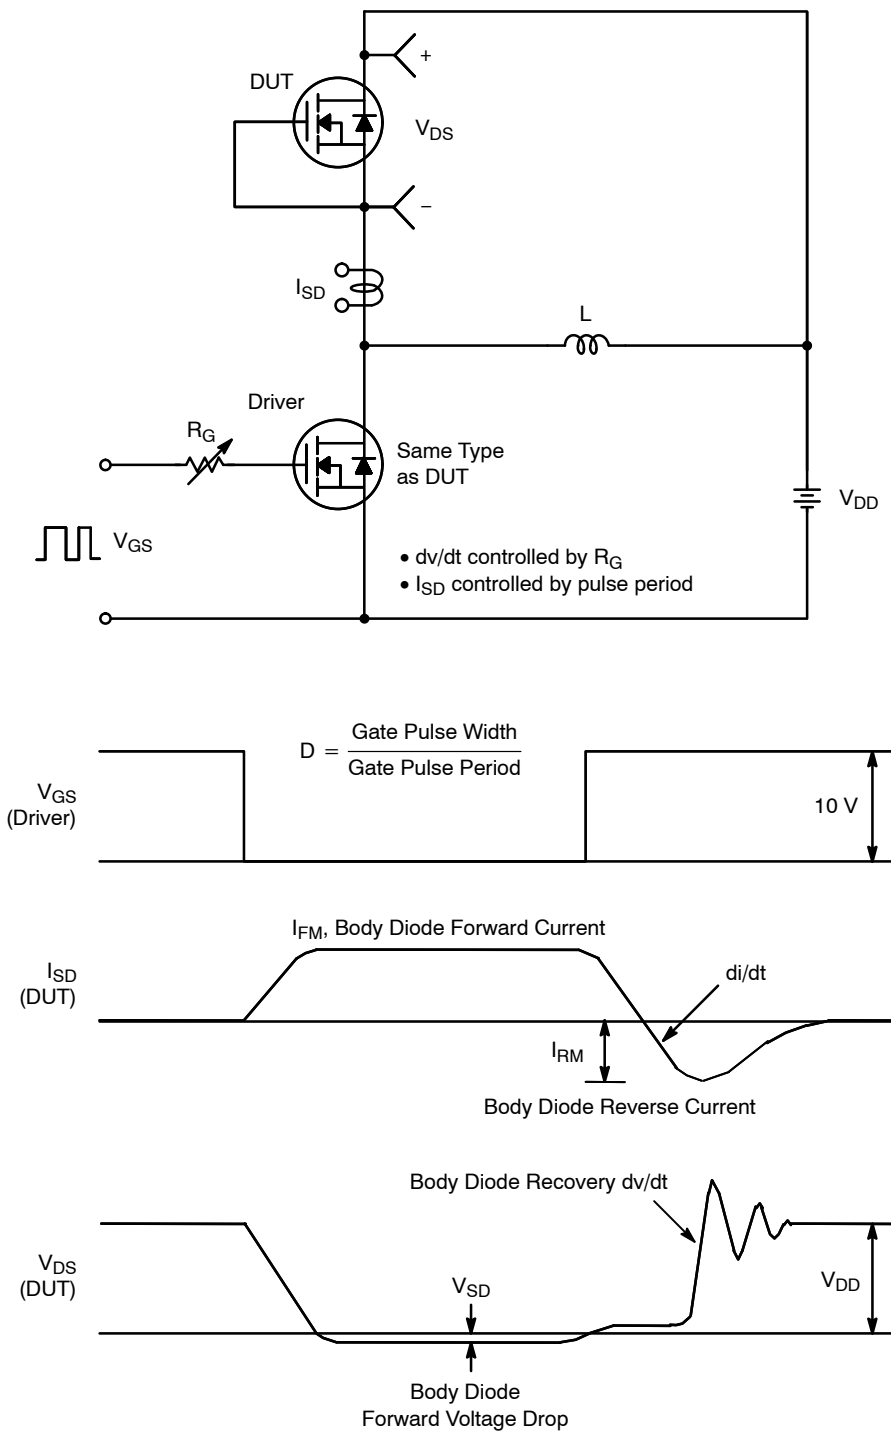 +
DUT
V_DS
−
I_SD
L
Driver
R_G
Same Type
as DUT
V_DD
V_GS
• dv/dt controlled by R_G
• I_SD controlled by pulse period
D = Gate Pulse Width
Gate Pulse Period
V_GS
(Driver)
10 V
I_FM, Body Diode Forward Current
I_SD
(DUT)
di/dt
I_RM
Body Diode Reverse Current
Body Diode Recovery dv/dt
V_DS
(DUT)
V_SD
V_DD
Body Diode
Forward Voltage Drop